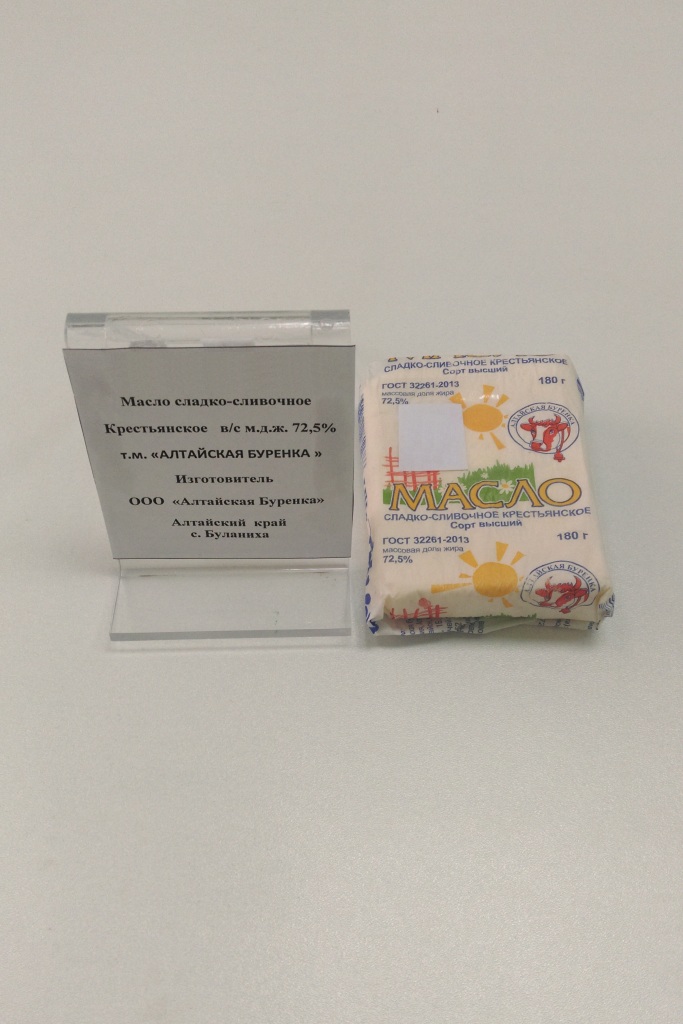 Масло сладко-сливочное
Крестьянское в/с м.д.ж. 72,5%
т.м. «АЛТАЙСКАЯ БУРЕНКА »
Изготовитель
ООО «Алтайская Буренка»
Алтайский край
с. Буланиха
СЛАДКО-СЛИВОЧНОЕ КРЕСТЬЯНСКОЕ
Сорт высший
ГОСТ 32261-2013
180 г
массовая доля жира
72,5%
АЛТАЙСКАЯ БУРЕНКА
МАСЛО
СЛАДКО-СЛИВОЧНОЕ КРЕСТЬЯНСКОЕ
Сорт высший
ГОСТ 32261-2013
180 г
массовая доля жира
72,5%
АЛТАЙСКАЯ БУРЕНКА